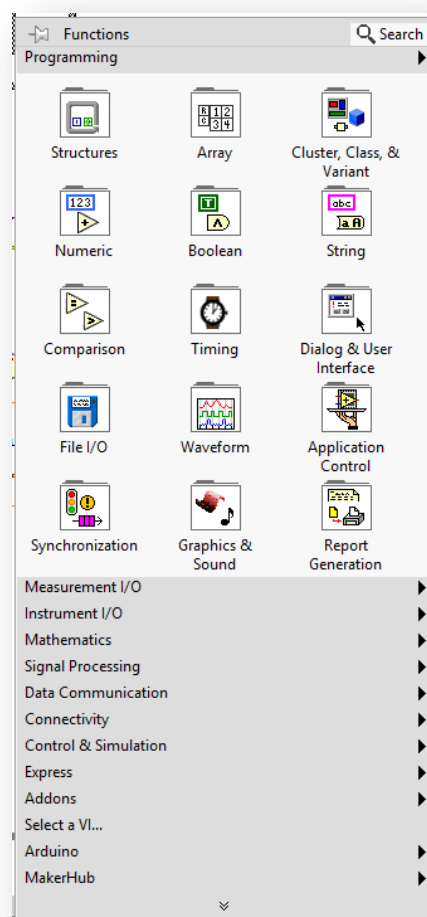 Functions Search
Programming
Structures Array Cluster, Class, &
Variant
123
T
abc
Numeric Boolean String
Comparison Timing Dialog & User
Interface
File I/O Waveform Application
Control
Synchronization Graphics & Report
Sound Generation
Measurement I/O
Instrument I/O
Mathematics
Signal Processing
Data Communication
Connectivity
Control & Simulation
Express
Addons
Select a VI...
Arduino
MakerHub